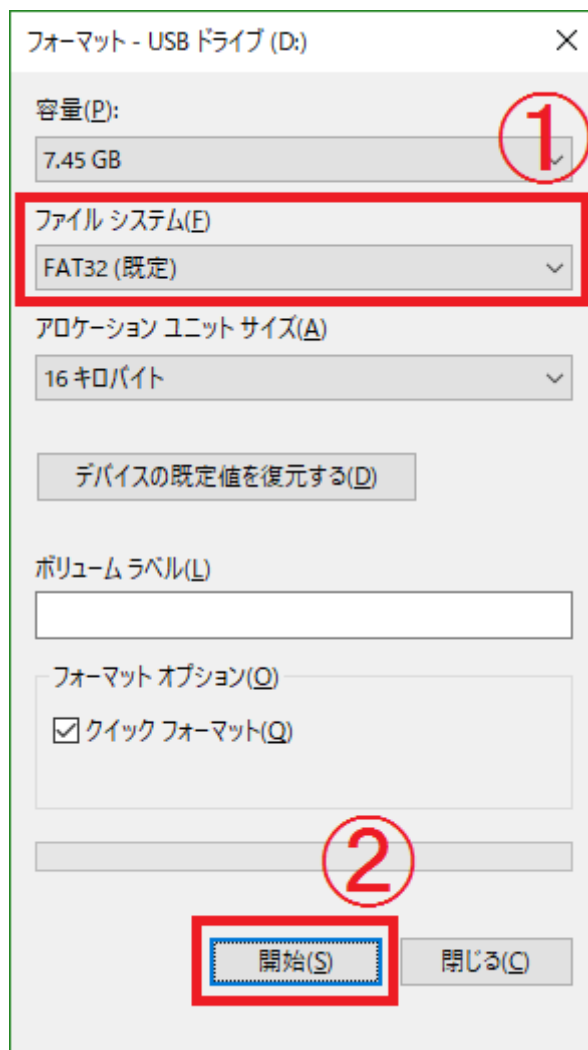 フォーマット - USB ドライブ (D:)
容量(P):
①
7.45 GB
ファイル システム(F)
FAT32 (既定)
アロケーション ユニット サイズ(A)
16 キロバイト
デバイスの既定値を復元する(D)
ボリューム ラベル(L)
フォーマット オプション(O)
クイック フォーマット(Q)
②
開始(S)
閉じる(C)